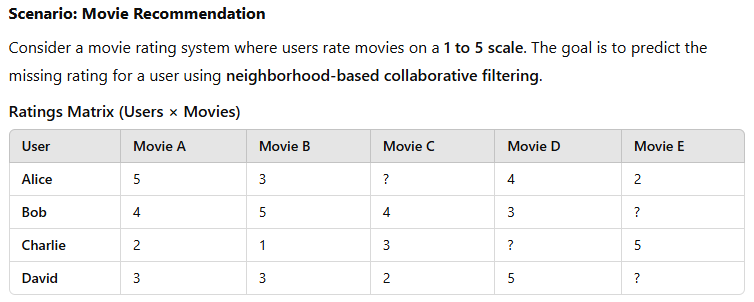 Scenario: Movie Recommendation
Consider a movie rating system where users rate movies on a 1 to 5 scale. The goal is to predict the
missing rating for a user using neighborhood-based collaborative filtering.
Ratings Matrix (Users × Movies)
User Movie A Movie B Movie C Movie D Movie E
Alice 5 3 ? 4 2
Bob 4 5 4 3 ?
Charlie 2 1 3 ? 5
David 3 3 2 5 ?